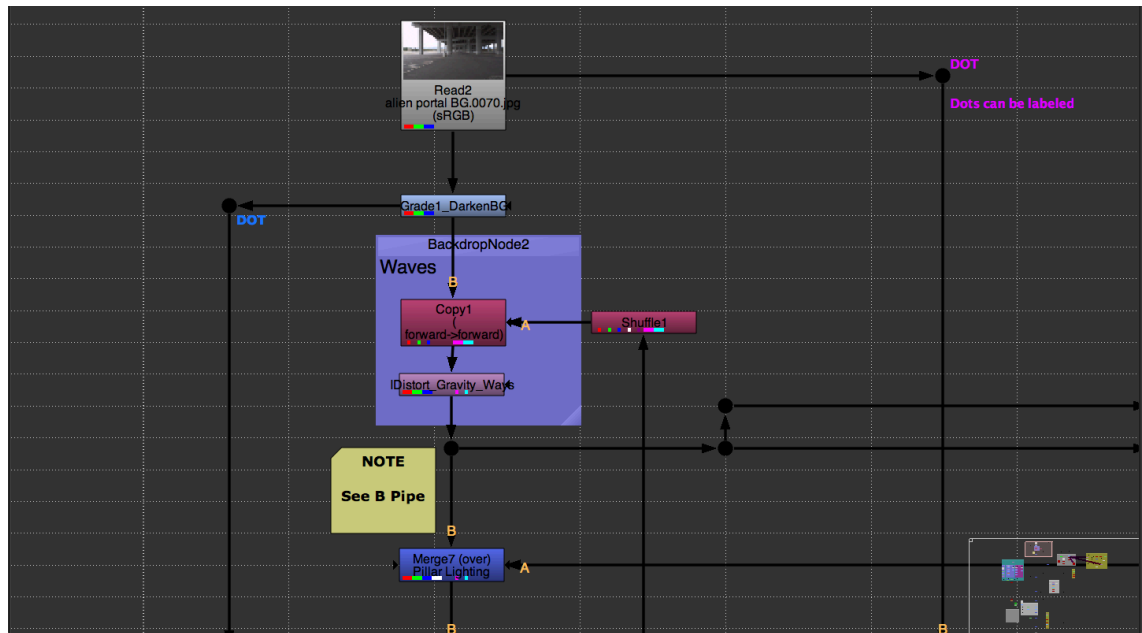 DOT
Read2
alien portal BG.0070.jpg
(sRGB)
Dots can be labeled
Grade1_DarkenBG
DOT
BackdropNode2
Waves
B
Copy1
(
forward->forward)
A
Shuffle1
IDistort_Gravity_Wavs
NOTE
See B Pipe
B
Merge7 (over)
Pillar Lighting
A
B
B